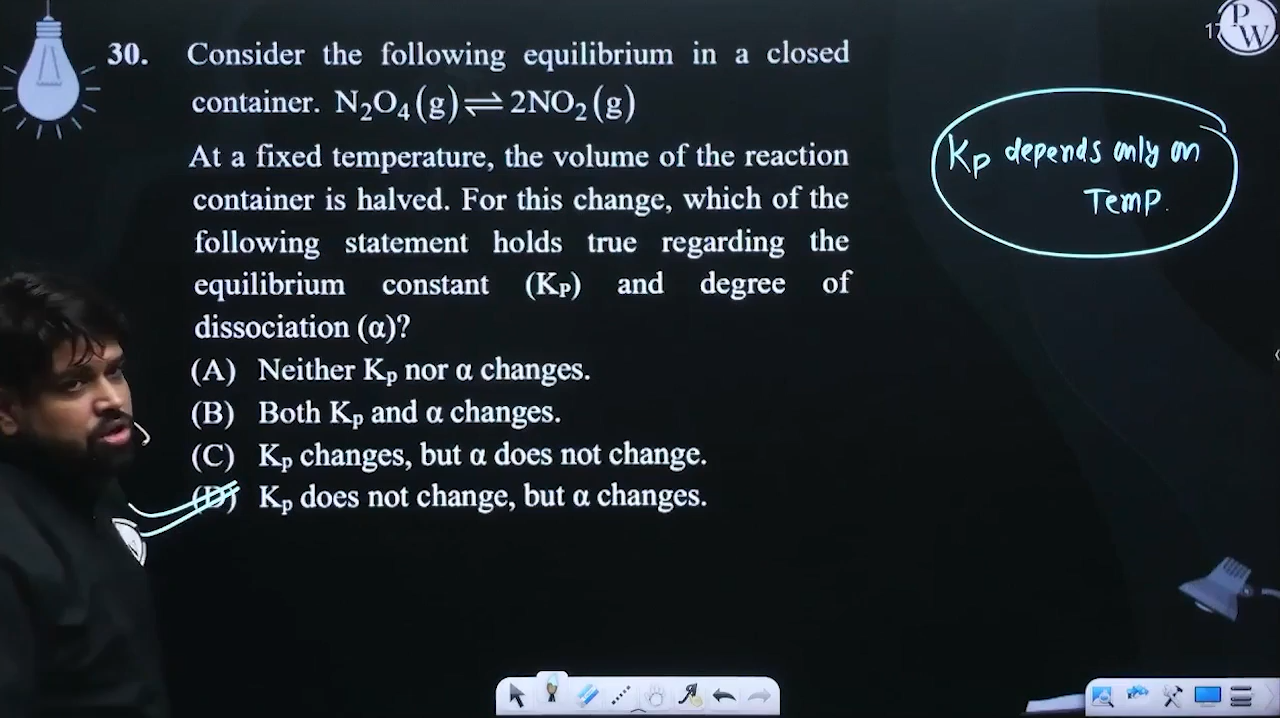 17
P
W
30. Consider the following equilibrium in a closed
container. N₂O₄(g)⇌2NO₂(g)
At a fixed temperature, the volume of the reaction
container is halved. For this change, which of the
following statement holds true regarding the
equilibrium constant (Kₚ) and degree of
dissociation (α)?
(A) Neither Kₚ nor α changes.
(B) Both Kₚ and α changes.
(C) Kₚ changes, but α does not change.
(D) Kₚ does not change, but α changes.
Kp depends only on
Temp.